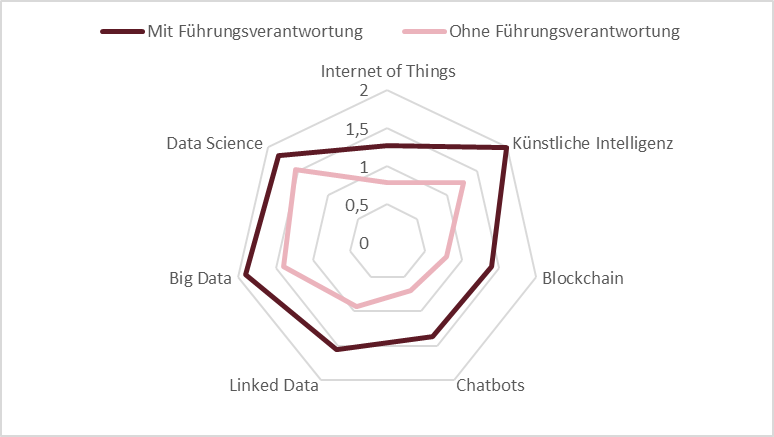 Mit Führungsverantwortung
Ohne Führungsverantwortung
Internet of Things
2
Data Science
1,5
Künstliche Intelligenz
1
0,5
0
Big Data
Blockchain
Linked Data
Chatbots